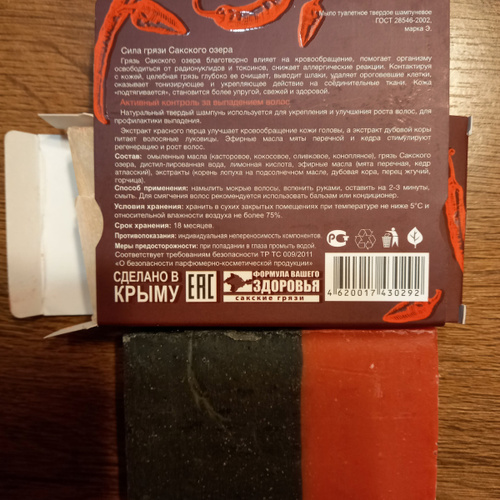 Мыло туалетное твердое шампуневое
ГОСТ 28546-2002,
марка Э.
Сила грязи Сакского озера
Грязь Сакского озера благотворно влияет на кровообращение, помогает организму
освободиться от радионуклидов и токсинов, снижает аллергические реакции. Контактируя
с кожей, целебная грязь глубоко ее очищает, выводит шлаки, удаляет ороговевшие клетки,
оказывает тонизирующее и укрепляющее действие на соединительные ткани. Кожа
«подтягивается», становится более упругой, свежей и здоровой.
Активный контроль за выпадением волос
Натуральный твердый шампунь используется для укрепления и улучшения роста волос, для
профилактики выпадения.
Экстракт красного перца улучшает кровообращение кожи головы, а экстракт дубовой коры
питает волосяные луковицы. Эфирные масла мяты перечной и кедра стимулируют
регенерацию и рост волос.
Состав: омыленные масла (касторовое, кокосовое, оливковое, конопляное), грязь Сакского
озера, дистиллированная вода, лимонная кислота, эфирные масла (мята перечная, кедр
атласский), экстракты (корень лопуха на подсолнечном масле, дубовая кора, перец жгучий,
горчица).
Способ применения: намылить мокрые волосы, вспенить руками, оставить на 2-3 минуты,
смыть. Для смягчения волос рекомендуется использовать бальзам или кондиционер.
Условия хранения: хранить в сухих закрытых помещениях при температуре не ниже 5°С и
относительной влажности воздуха не более 75%.
Срок хранения: 18 месяцев.
Противопоказания: индивидуальная непереносимость компонентов
Меры предосторожности: при попадании в глаза промыть водой.
Соответствует требованиям безопасности ТР ТС 009/2011
«О безопасности парфюмерно-косметической продукции»
СДЕЛАНО В
КРЫМУ
ЕАС
ФОРМУЛА ВАШЕГО
ЗДОРОВЬЯ
сакские грязи
4 620017 430292